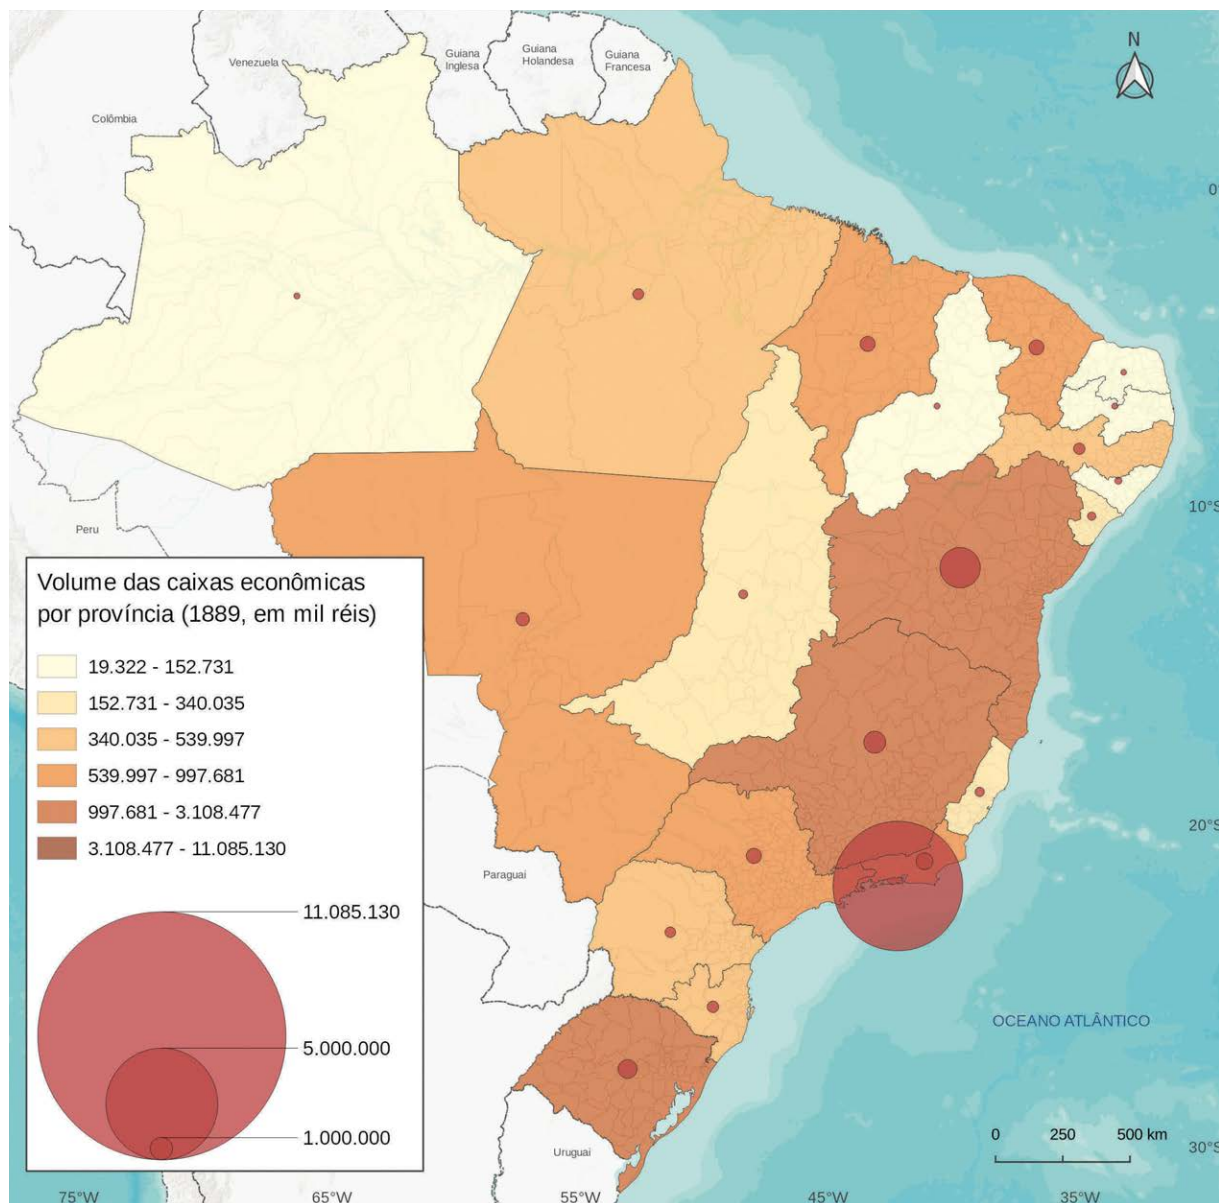 Venezuela
Guiana
Inglesa
Guiana
Holandesa
Guiana
Francesa
N
Colômbia
0°
10°S
Peru
Volume das caixas econômicas
por província (1889, em mil réis)
19.322 - 152.731
152.731 - 340.035
340.035 - 539.997
539.997 - 997.681
997.681 - 3.108.477
3.108.477 - 11.085.130
20°S
Paraguai
11.085.130
5.000.000
1.000.000
OCEANO ATLÂNTICO
Uruguai
0 250 500 km
30°S
75°W 65°W 55°W 45°W 35°W